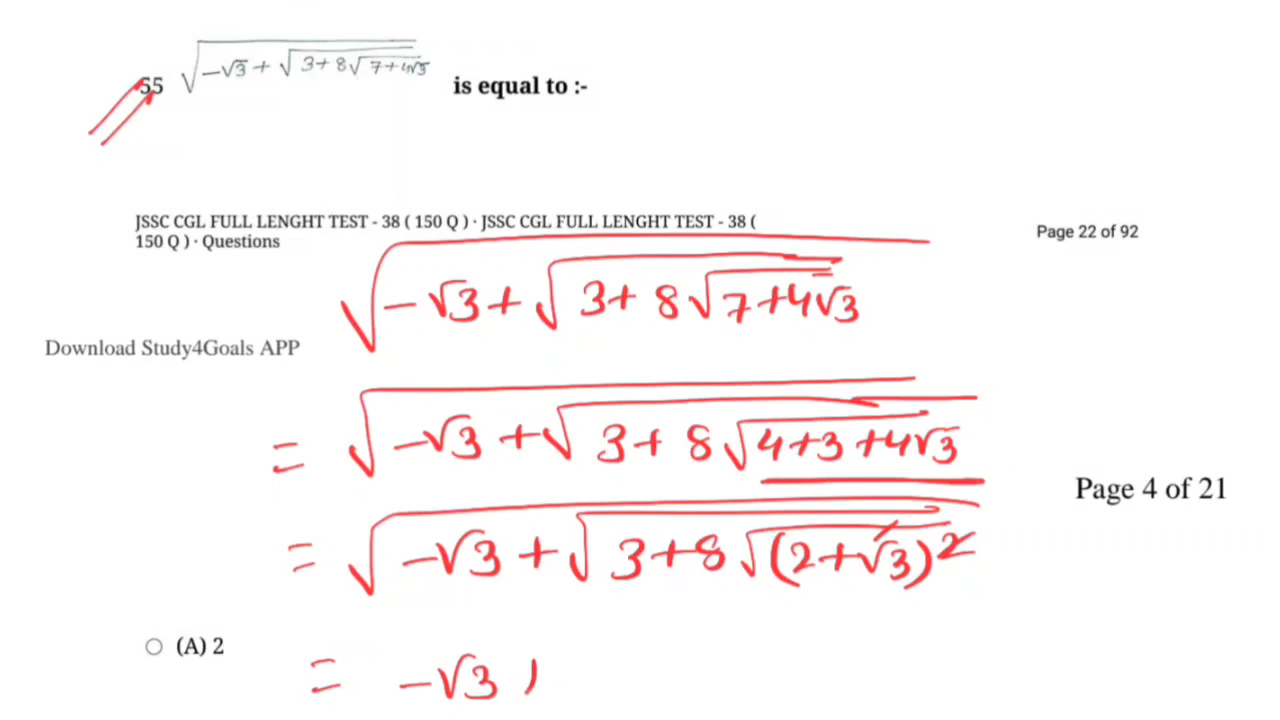 55 √(-√3 + √(3+8√(7+4√3))) is equal to :-
JSSC CGL FULL LENGHT TEST - 38 ( 150 Q ) · JSSC CGL FULL LENGHT TEST - 38 (
150 Q ) · Questions
Page 22 of 92
√(-√3 + √(3+8√(7+4√3)))
Download Study4Goals APP
= √(-√3 + √(3+8√(4+3+4√3)))
Page 4 of 21
= √(-√3 + √(3+8√((2+√3)²)))
(A) 2
= -√3 )